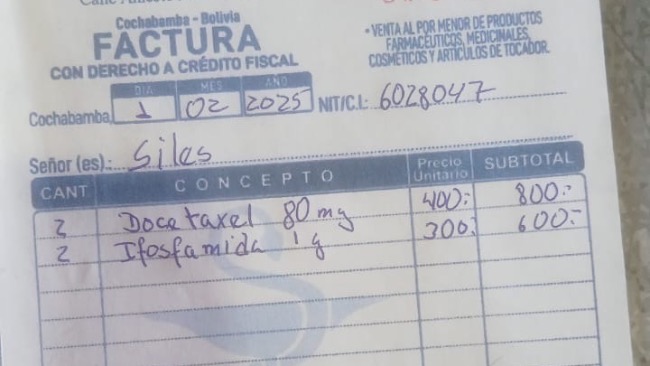 Cochabamba - Bolivia
FACTURA
CON DERECHO A CRÉDITO FISCAL
- VENTA AL POR MENOR DE PRODUCTOS
FARMACÉUTICOS, MEDICINALES,
COSMÉTICOS Y ARTÍCULOS DE TOCADOR.
DIA MES AÑO
Cochabamba, 1 02 2025 NIT/C.I.: 6028047
Señor (es).: Siles
CANT CONCEPTO Precio Unitario SUBTOTAL
2 Docetaxel 80 mg 400.- 800.-
2 Ifosfamida 1 g 300.- 600.-